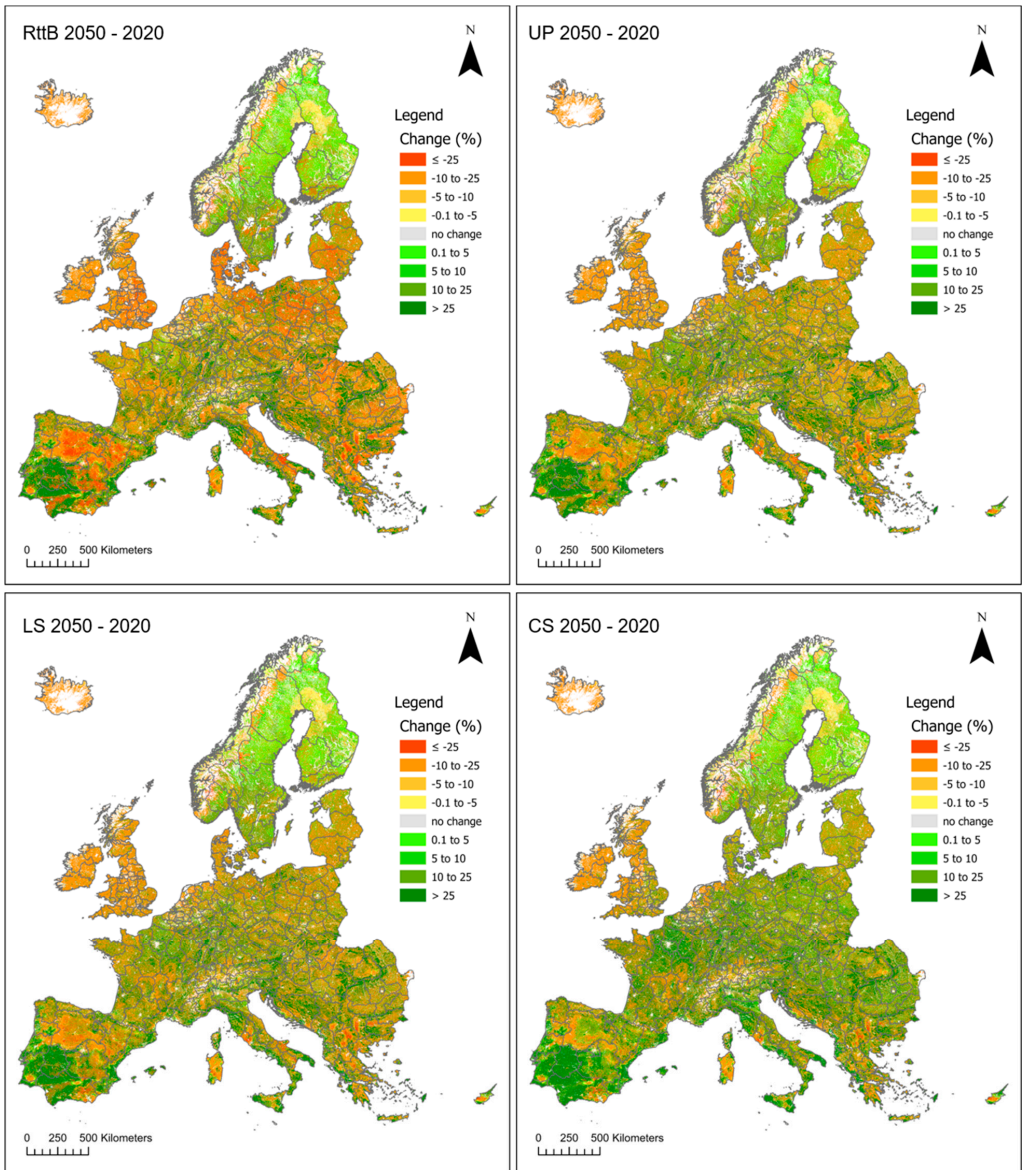 RttB 2050 - 2020
N
Legend
Change (%)
≤ -25
-10 to -25
-5 to -10
-0.1 to -5
no change
0.1 to 5
5 to 10
10 to 25
> 25
0 250 500 Kilometers
UP 2050 - 2020
N
Legend
Change (%)
≤ -25
-10 to -25
-5 to -10
-0.1 to -5
no change
0.1 to 5
5 to 10
10 to 25
> 25
0 250 500 Kilometers
LS 2050 - 2020
N
Legend
Change (%)
≤ -25
-10 to -25
-5 to -10
-0.1 to -5
no change
0.1 to 5
5 to 10
10 to 25
> 25
0 250 500 Kilometers
CS 2050 - 2020
N
Legend
Change (%)
≤ -25
-10 to -25
-5 to -10
-0.1 to -5
no change
0.1 to 5
5 to 10
10 to 25
> 25
0 250 500 Kilometers